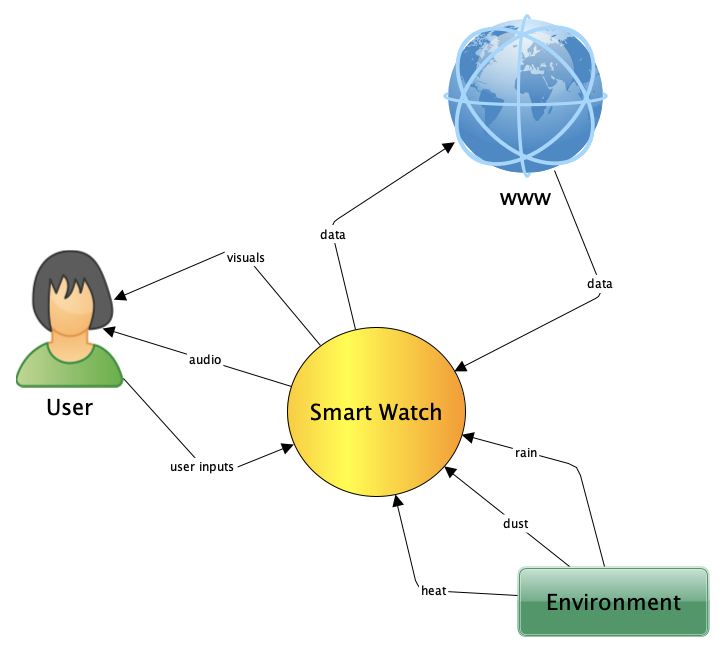 www
data
visuals
data
audio
User
Smart Watch
user inputs
rain
dust
heat
Environment